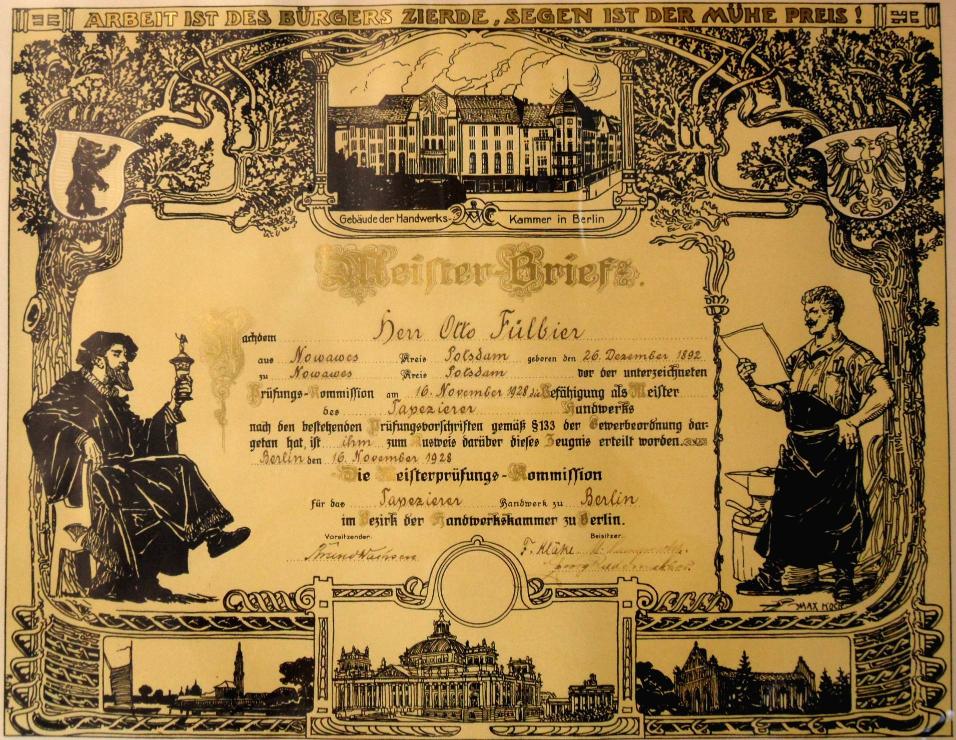 ARBEIT IST DES BÜRGERS ZIERDE, SEGEN IST DER MÜHE PREIS!
Gebäude der Handwerks-Kammer in Berlin
Meister-Brief.
Nachdem Herr Otto Fülbier
aus Nowawes Kreis Potsdam geboren den 26. Dezember 1892
zu Nowawes Kreis Potsdam vor der unterzeichneten
Prüfungs-Kommission am 16. November 1928 die Befähigung als Meister
des Tapezierer Handwerks
nach den bestehenden Prüfungsvorschriften gemäß §133 der Gewerbeordnung dar-
getan hat, ist ihm zum Ausweis darüber dieses Zeugnis erteilt worden.
Berlin den 16. November 1928
Die Meisterprüfungs-Kommission
für das Tapezierer Handwerk zu Berlin
im Bezirk der Handwerkskammer zu Berlin.
Vorsitzender. Beisitzer.
F. Kläke
MAX KOCH